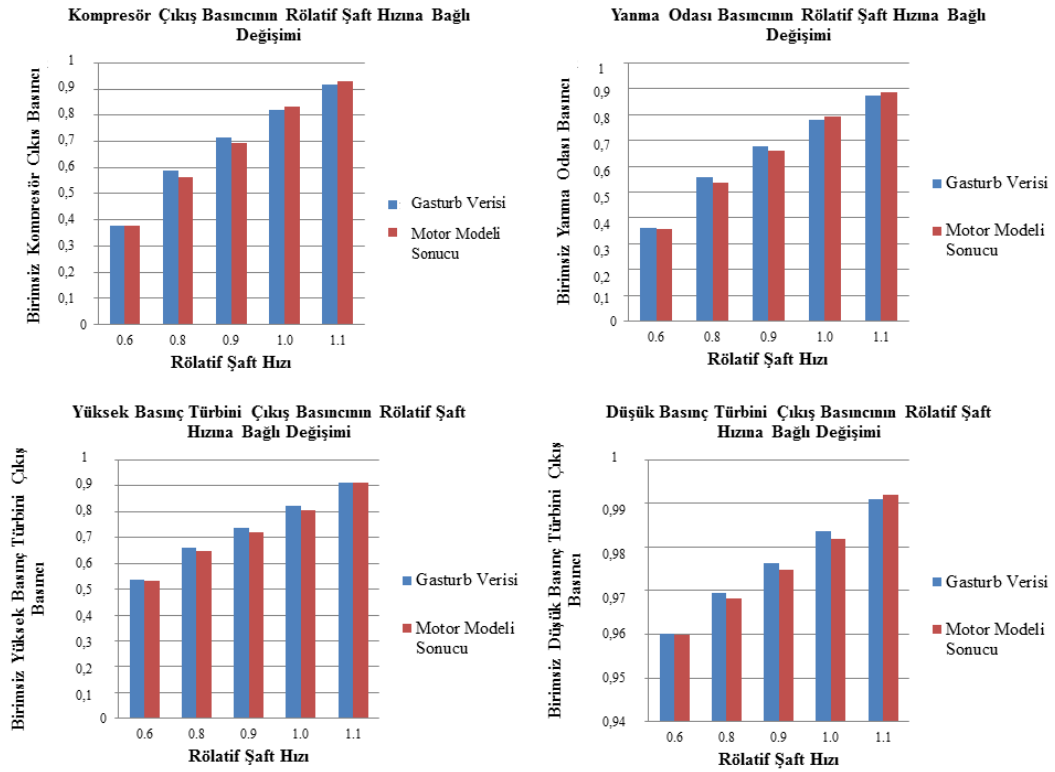 Kompresör Çıkış Basıncının Rölatif Şaft Hızına Bağlı
Değişimi
Birimsiz Kompresör Cıkıs Basıncı
1
0,9
0,8
0,7
0,6
0,5
0,4
0,3
0,2
0,1
0
0.6
0.8
0.9
1.0
1.1
Rölatif Şaft Hızı
Gasturb Verisi
Motor Modeli
Sonucu
Yanma Odası Basıncının Rölatif Şaft Hızına Bağlı
Değişimi
Birimsiz Yanma Odası Basıncı
1
0,9
0,8
0,7
0,6
0,5
0,4
0,3
0,2
0,1
0
0.6
0.8
0.9
1.0
1.1
Rölatif Şaft Hızı
Gasturb Verisi
Motor Modeli
Sonucu
Yüksek Basınç Türbini Çıkış Basıncının Rölatif Şaft
Hızına Bağlı Değişimi
Birimsiz Yüksek Basınç Türbini Çıkış
Basıncı
1
0,9
0,8
0,7
0,6
0,5
0,4
0,3
0,2
0,1
0
0.6
0.8
0.9
1.0
1.1
Rölatif Şaft Hızı
Gasturb Verisi
Motor Modeli
Sonucu
Düşük Basınç Türbini Çıkış Basıncının Rölatif Şaft
Hızına Bağlı Değişimi
Birimsiz Düşük Basınç Türbini Çıkış
Basıncı
1
0,99
0,98
0,97
0,96
0,95
0,94
0.6
0.8
0.9
1.0
1.1
Rölatif Şaft Hızı
Gasturb Verisi
Motor Modeli
Sonucu